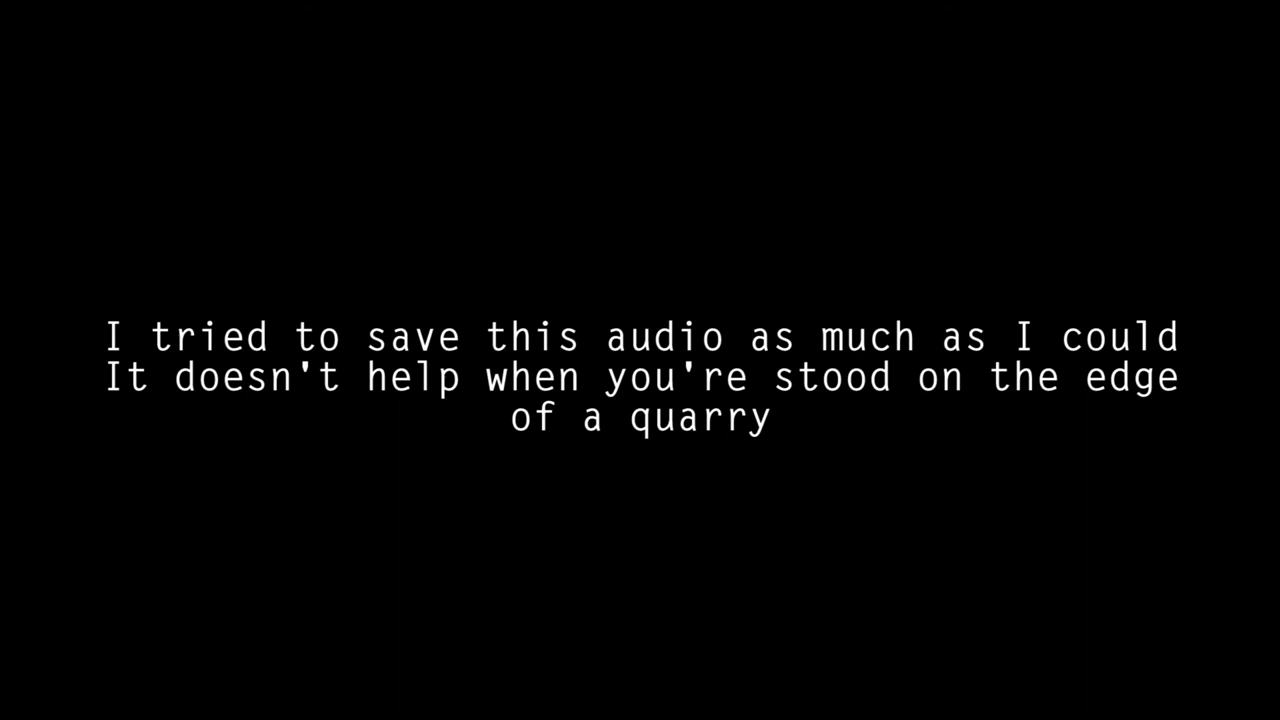 I tried to save this audio as much as I could
It doesn't help when you're stood on the edge
of a quarry